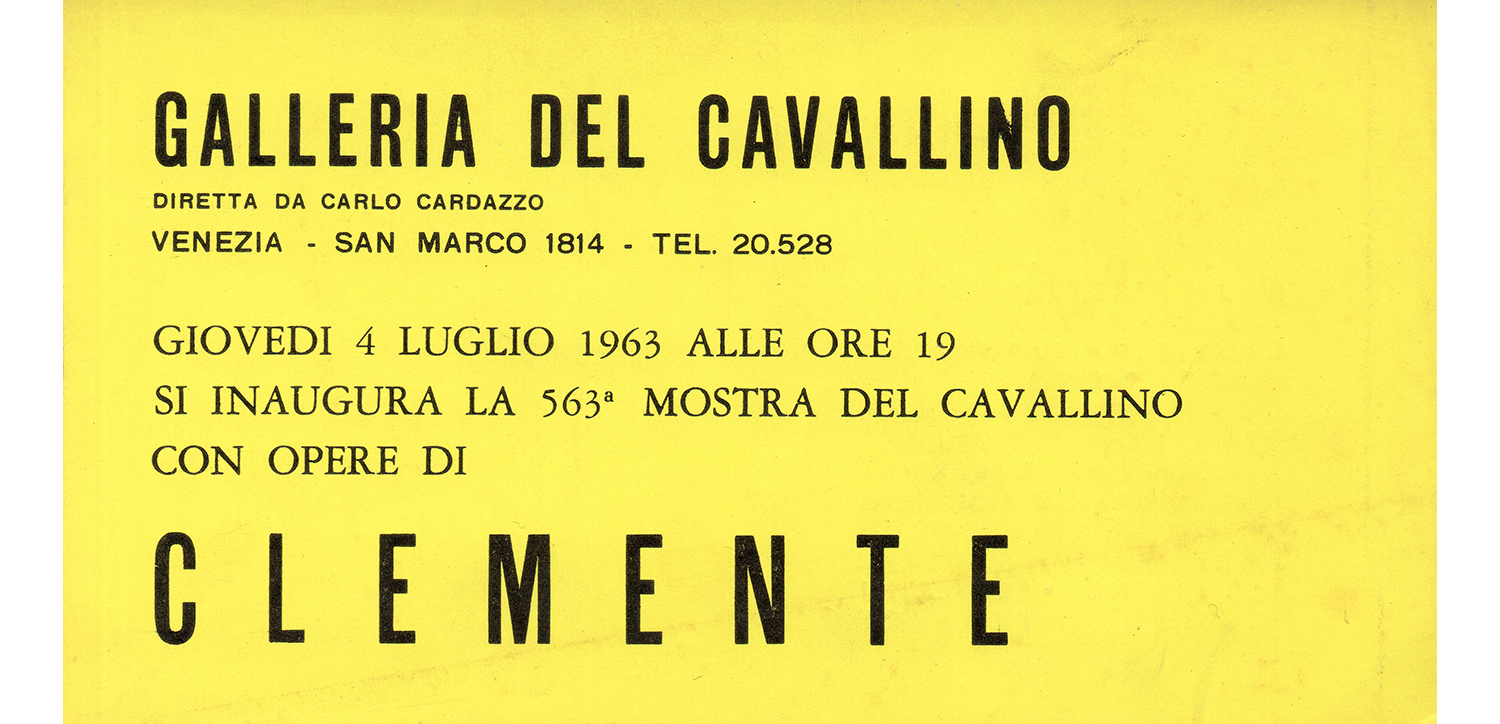 GALLERIA DEL CAVALLINO
DIRETTA DA CARLO CARDAZZO
VENEZIA - SAN MARCO 1814 - TEL. 20.528
GIOVEDI 4 LUGLIO 1963 ALLE ORE 19
SI INAUGURA LA 563ª MOSTRA DEL CAVALLINO
CON OPERE DI
CLEMENTE